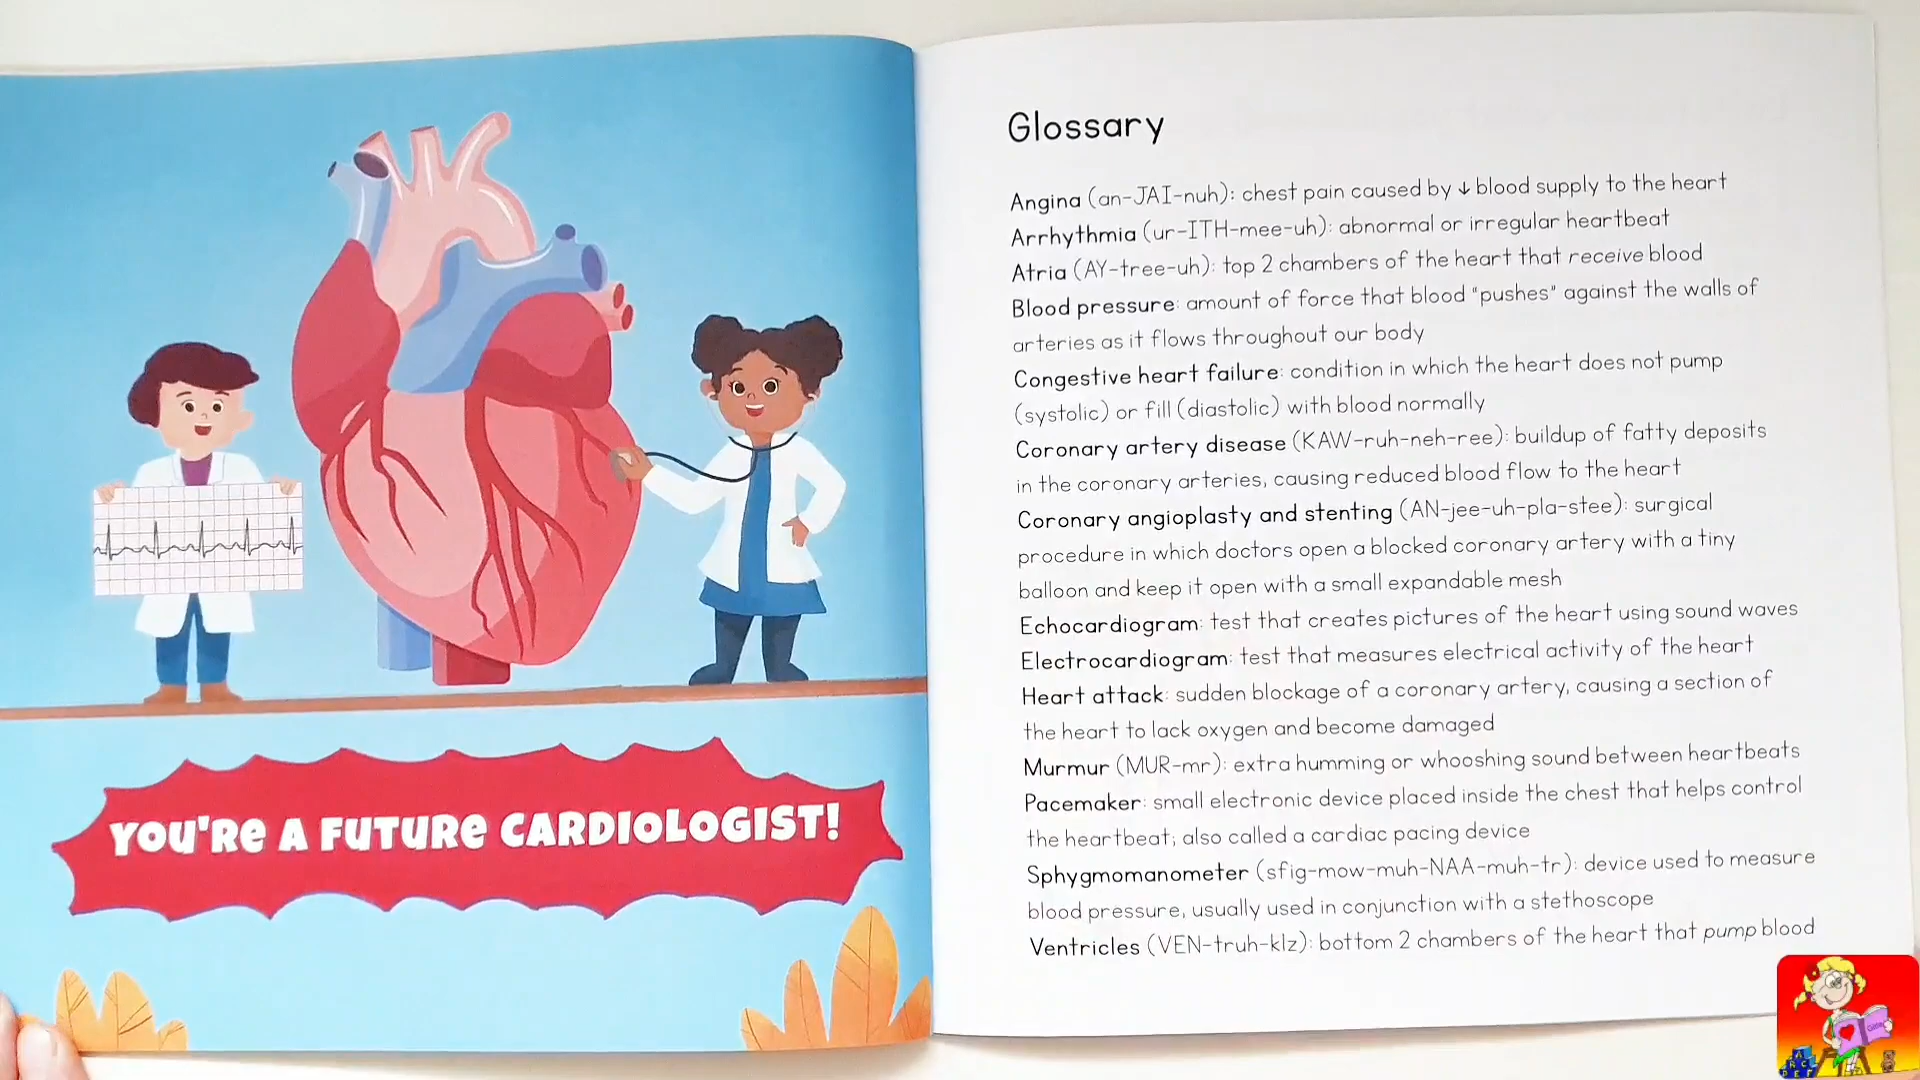 YOU'RE A FUTURE CARDIOLOGIST!
Glossary
Angina (an-JAI-nuh): chest pain caused by ↓ blood supply to the heart
Arrhythmia (ur-ITH-mee-uh): abnormal or irregular heartbeat
Atria (AY-tree-uh): top 2 chambers of the heart that receive blood
Blood pressure: amount of force that blood "pushes" against the walls of
arteries as it flows throughout our body
Congestive heart failure: condition in which the heart does not pump
(systolic) or fill (diastolic) with blood normally
Coronary artery disease (KAW-ruh-neh-ree): buildup of fatty deposits
in the coronary arteries, causing reduced blood flow to the heart
Coronary angioplasty and stenting (AN-jee-uh-pla-stee): surgical
procedure in which doctors open a blocked coronary artery with a tiny
balloon and keep it open with a small expandable mesh
Echocardiogram: test that creates pictures of the heart using sound waves
Electrocardiogram: test that measures electrical activity of the heart
Heart attack: sudden blockage of a coronary artery, causing a section of
the heart to lack oxygen and become damaged
Murmur (MUR-mr): extra humming or whooshing sound between heartbeats
Pacemaker: small electronic device placed inside the chest that helps control
the heartbeat; also called a cardiac pacing device
Sphygmomanometer (sfig-mow-muh-NAA-muh-tr): device used to measure
blood pressure, usually used in conjunction with a stethoscope
Ventricles (VEN-truh-klz): bottom 2 chambers of the heart that pump blood